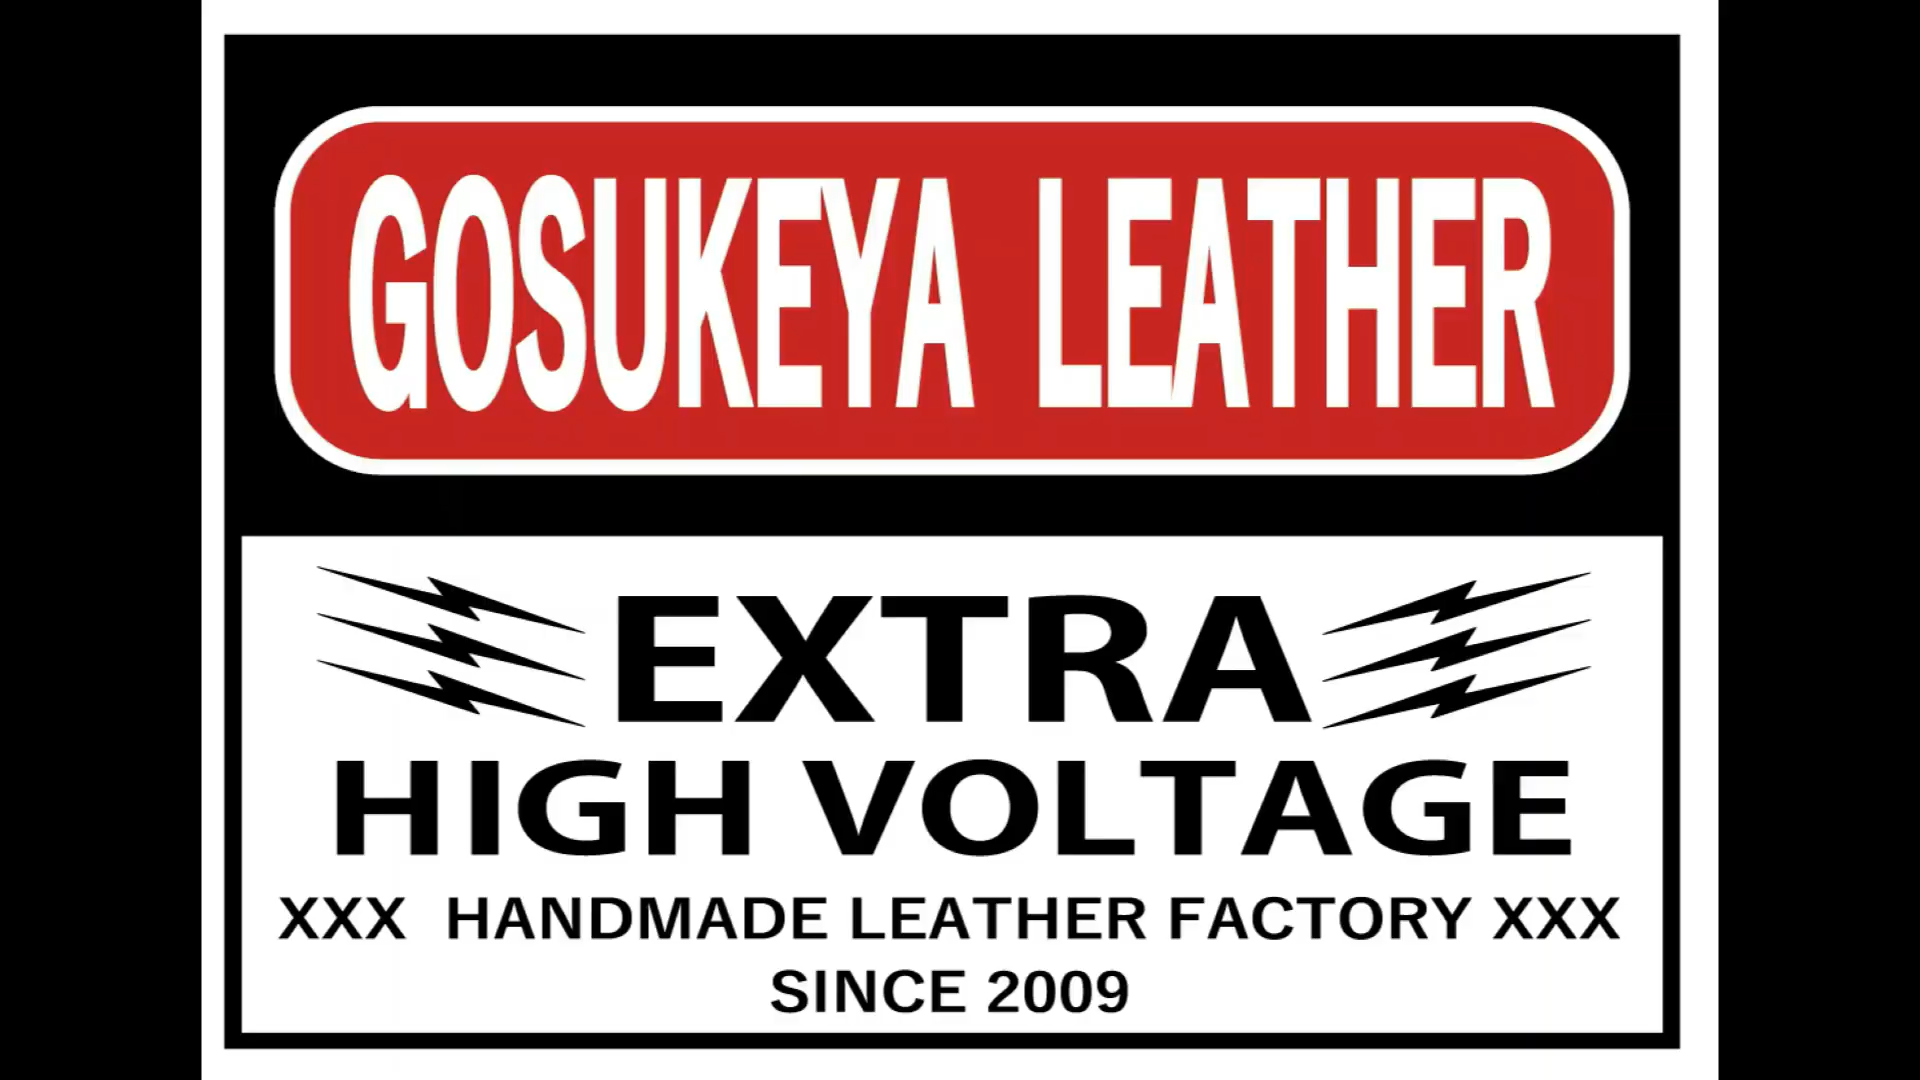 GOSUKEYA LEATHER
EXTRA
HIGH VOLTAGE
XXX HANDMADE LEATHER FACTORY XXX
SINCE 2009